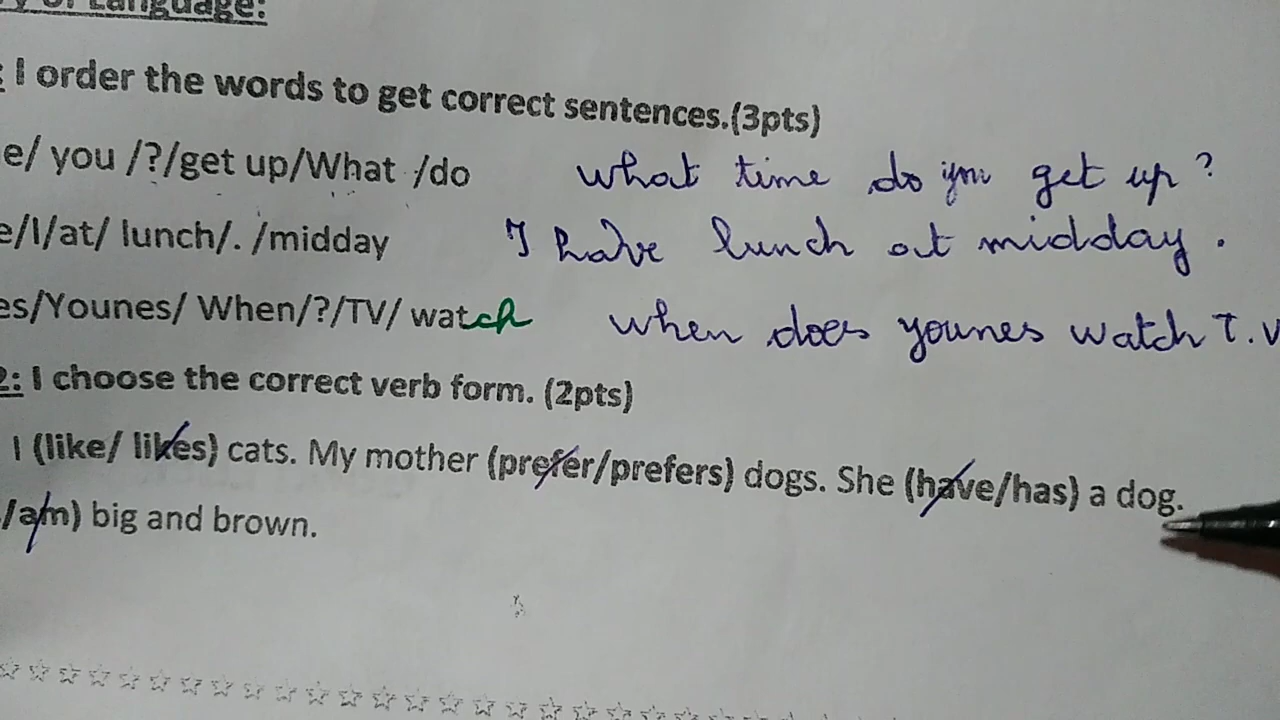 Language:
I order the words to get correct sentences.(3pts)
e/ you /?/get up/What /do what time do you get up ?
e/I/at/ lunch/. /midday I have lunch at midday .
es/Younes/ When/?/TV/ watch when does younes watch T.V
2: I choose the correct verb form. (2pts)
I (like/ likes) cats. My mother (prefer/prefers) dogs. She (have/has) a dog.
/am) big and brown.